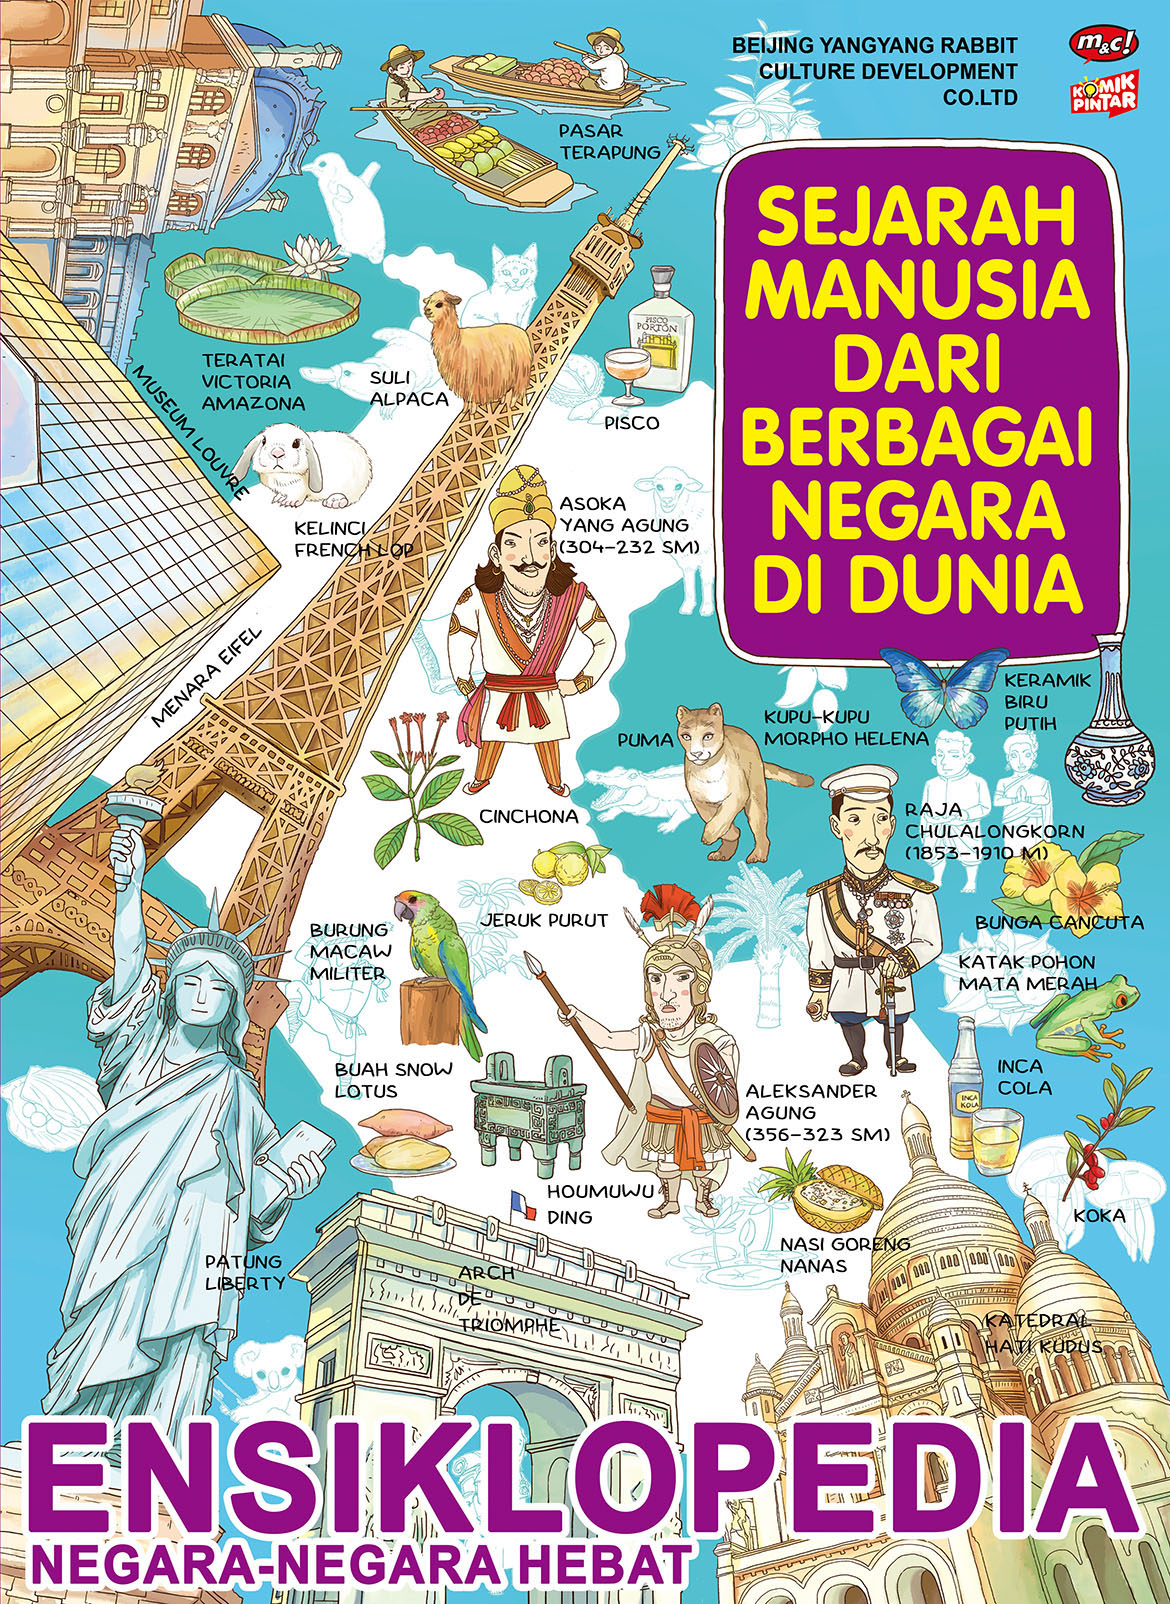 BEIJING YANGYANG RABBIT
CULTURE DEVELOPMENT
CO.LTD
m&c!
KOMIK
PINTAR
PASAR
TERAPUNG
SEJARAH
MANUSIA
DARI
BERBAGAI
NEGARA
DI DUNIA
TERATAI
VICTORIA
AMAZONA
SULI
ALPACA
PISCO
PORTÓN
PISCO
MUSEUM LOUVRE
KELINCI
FRENCH LOP
ASOKA
YANG AGUNG
(304–232 SM)
MENARA EIFEL
KERAMIK
BIRU
PUTIH
KUPU-KUPU
MORPHO HELENA
PUMA
CINCHONA
RAJA
CHULALONGKORN
(1853–1910 M)
JERUK PURUT
BURUNG
MACAW
MILITER
BUNGA CANCUTA
KATAK POHON
MATA MERAH
BUAH SNOW
LOTUS
INCA
COLA
INCA
KOLA
ALEKSANDER
AGUNG
(356–323 SM)
HOUMUWU
DING
KOKA
NASI GORENG
NANAS
PATUNG
LIBERTY
ARCH
DE
TRIOMPHE
KATEDRAL
HATI KUDUS
ENSIKLOPEDIA
NEGARA-NEGARA HEBAT